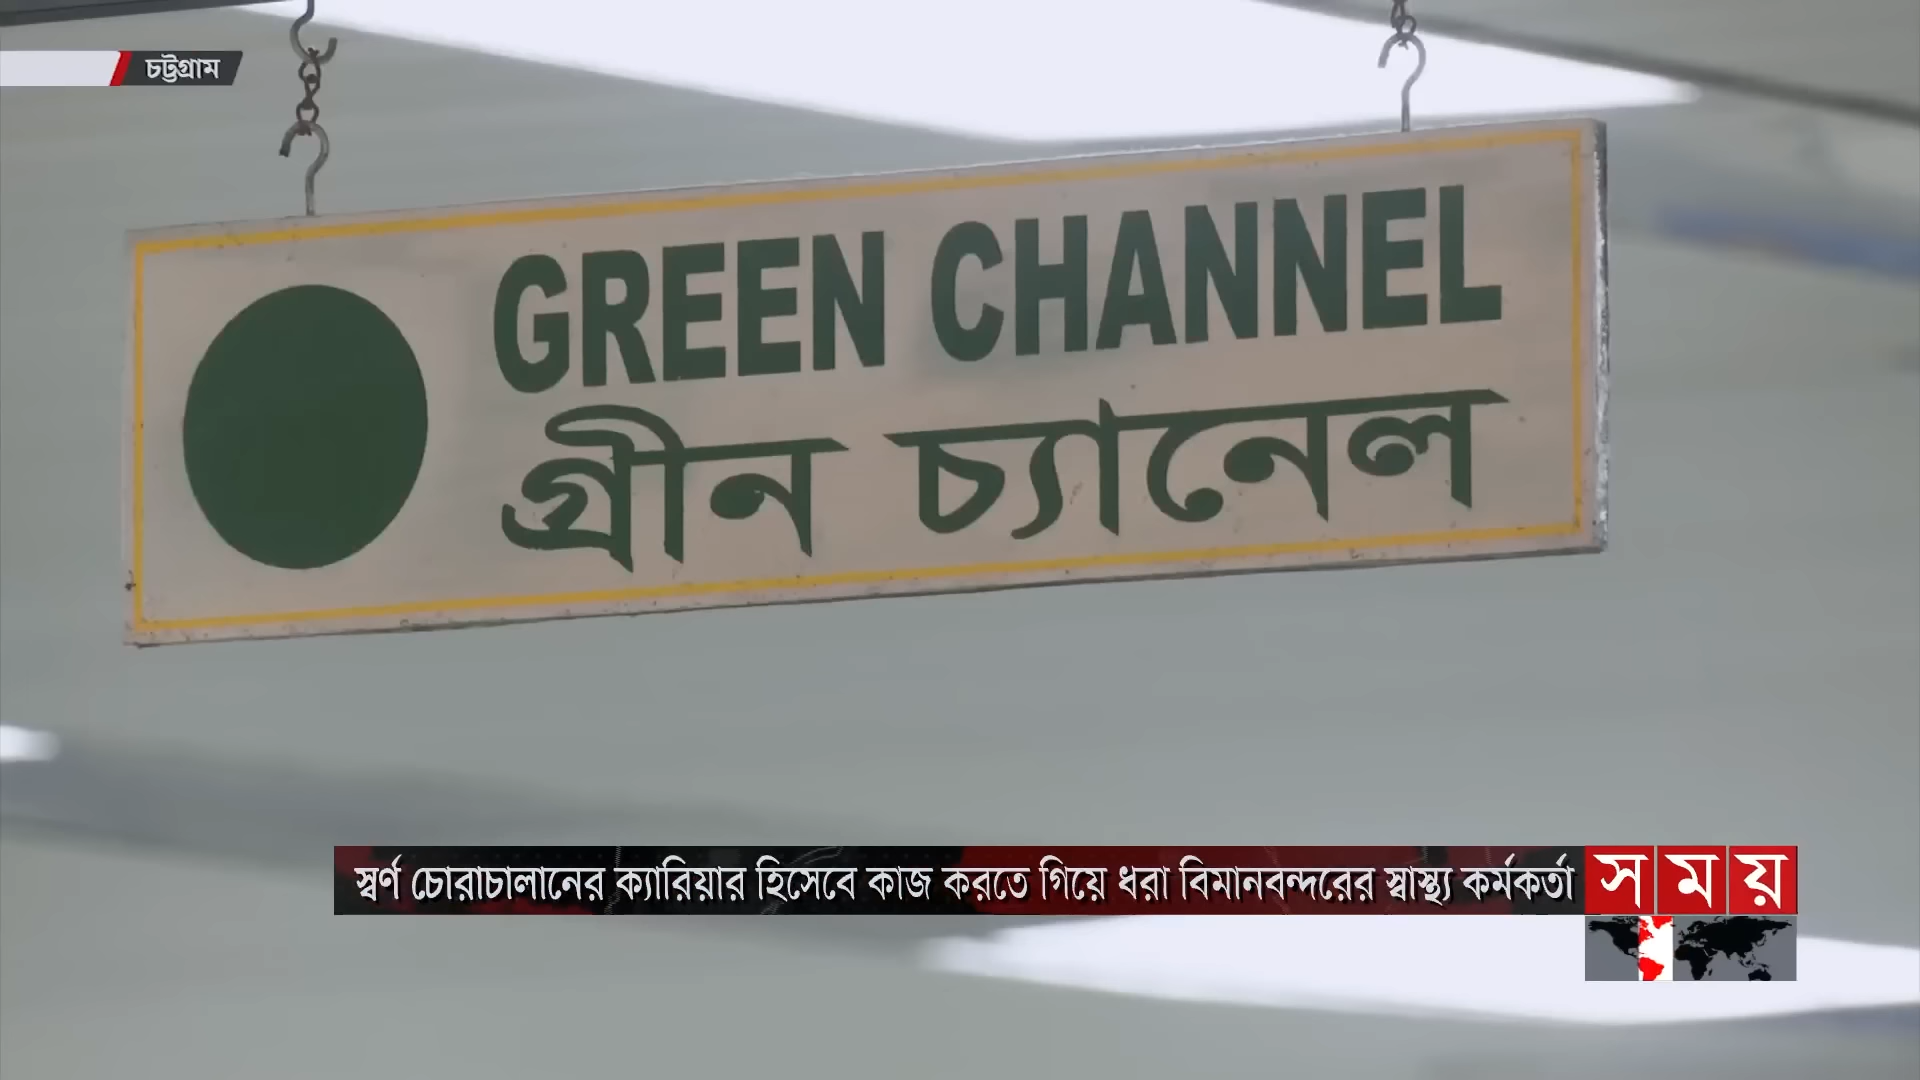 চট্টগ্রাম
GREEN CHANNEL
গ্রীন চ্যানেল
স্বর্ণ চোরাচালানের ক্যারিয়ার হিসেবে কাজ করতে গিয়ে ধরা বিমানবন্দরের স্বাস্থ্য কর্মকর্তা
সময়